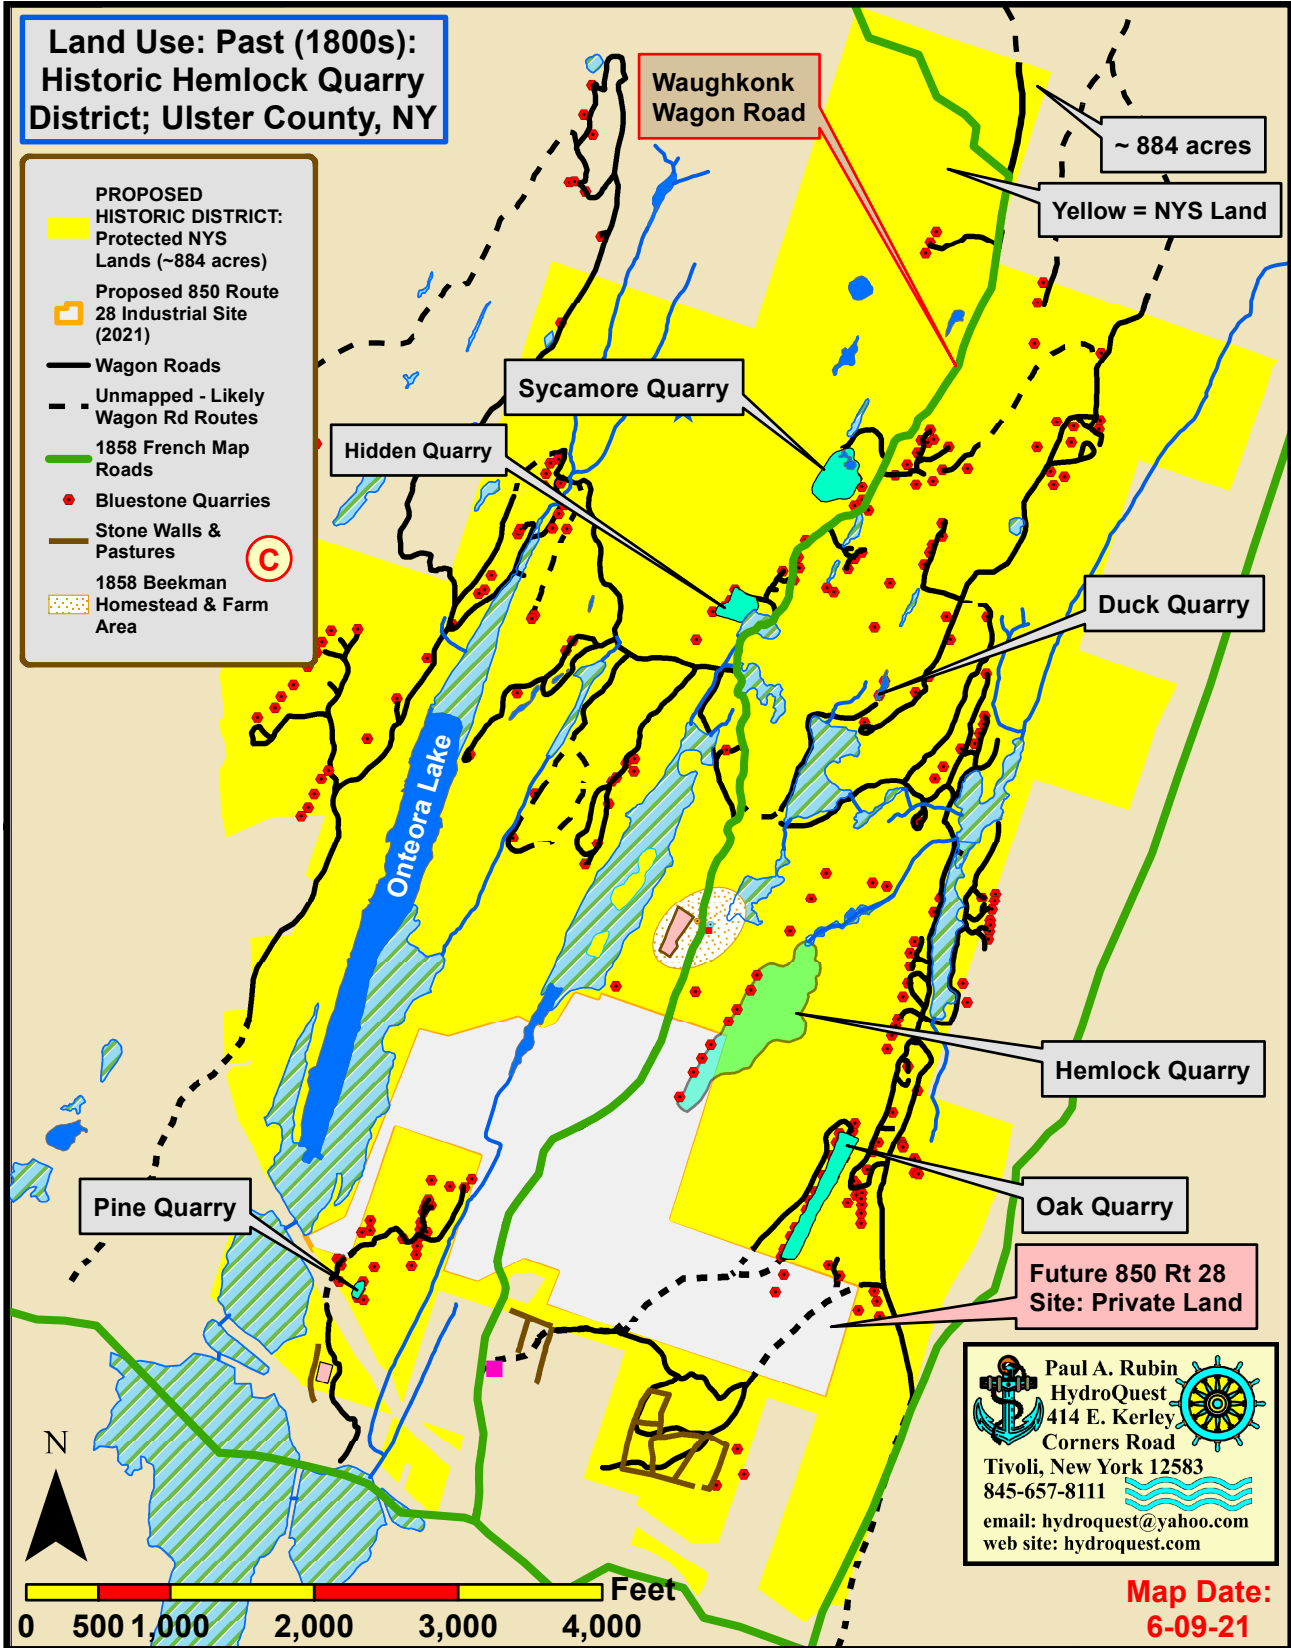 Land Use: Past (1800s):
Historic Hemlock Quarry
District; Ulster County, NY
PROPOSED
HISTORIC DISTRICT:
Protected NYS
Lands (~884 acres)
Proposed 850 Route
28 Industrial Site
(2021)
Wagon Roads
Unmapped - Likely
Wagon Rd Routes
1858 French Map
Roads
Bluestone Quarries
Stone Walls &
Pastures
C
1858 Beekman
Homestead & Farm
Area
Waughkonk
Wagon Road
~ 884 acres
Yellow = NYS Land
Sycamore Quarry
Hidden Quarry
Duck Quarry
Onteora Lake
Hemlock Quarry
Pine Quarry
Oak Quarry
Future 850 Rt 28
Site: Private Land
Paul A. Rubin
HydroQuest
414 E. Kerley
Corners Road
Tivoli, New York 12583
845-657-8111
email: hydroquest@yahoo.com
web site: hydroquest.com
N
Feet
0 500 1,000 2,000 3,000 4,000
Map Date:
6-09-21